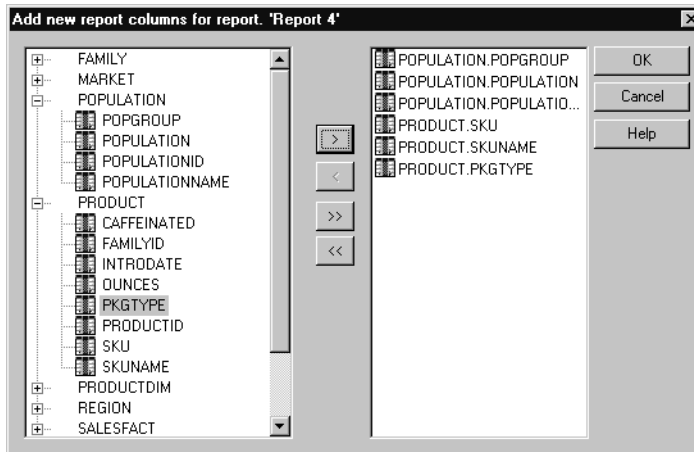 Add new report columns for report. 'Report 4'
FAMILY
MARKET
POPULATION
POPGROUP
POPULATION
POPULATIONID
POPULATIONNAME
PRODUCT
CAFFEINATED
FAMILYID
INTRODATE
OUNCES
PKGTYPE
PRODUCTID
SKU
SKUNAME
PRODUCTDIM
REGION
SALESFACT
>
<
>>
<<
POPULATION.POPGROUP
POPULATION.POPULATION
POPULATION.POPULATIO...
PRODUCT.SKU
PRODUCT.SKUNAME
PRODUCT.PKGTYPE
OK
Cancel
Help